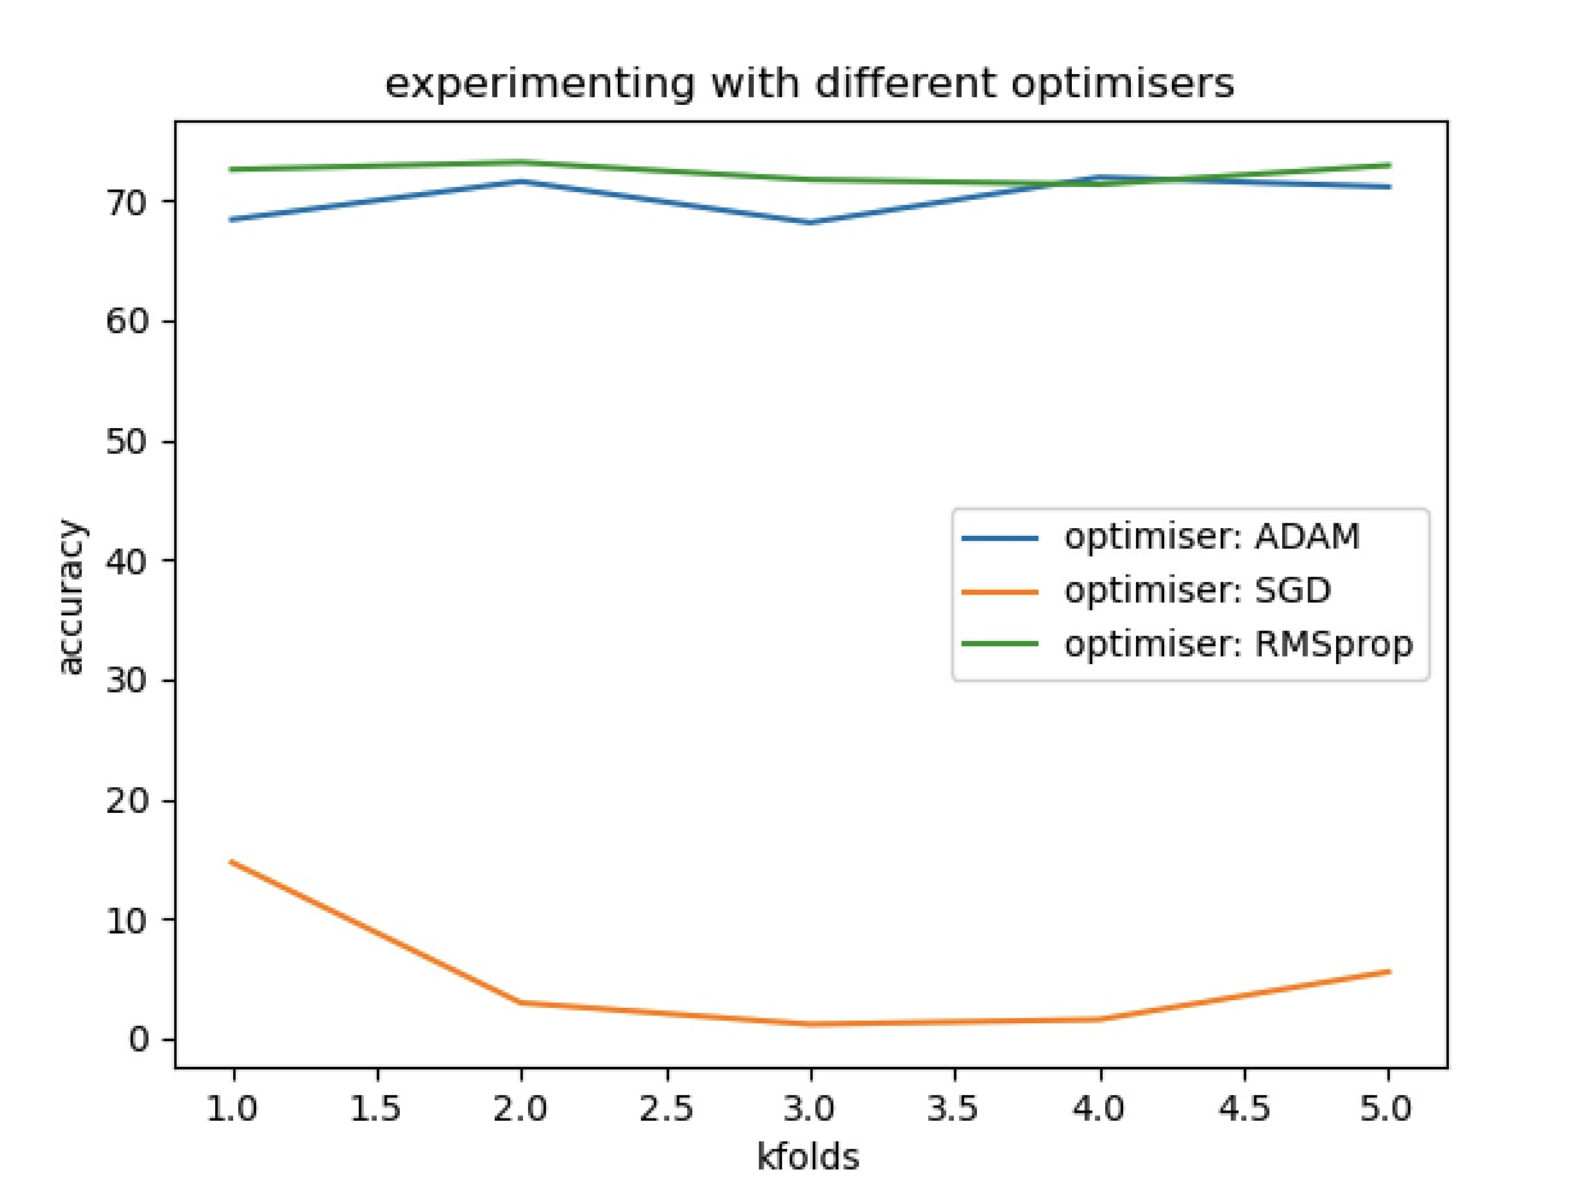 experimenting with different optimisers
70
60
50
40
30
20
10
0
accuracy
optimiser: ADAM
optimiser: SGD
optimiser: RMSprop
1.0 1.5 2.0 2.5 3.0 3.5 4.0 4.5 5.0
kfolds